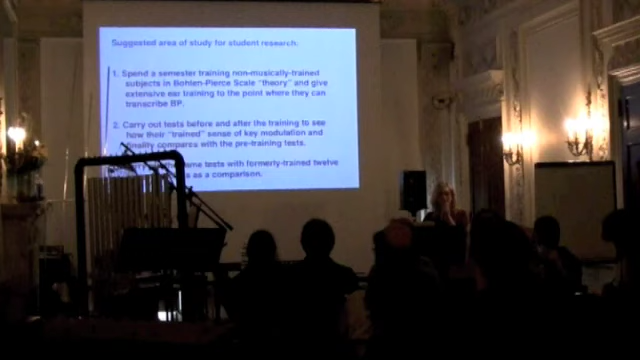 Suggested area of study for student research:
1. Spend a semester training non-musically-trained
subjects in Bohlen-Pierce Scale "theory" and give
extensive ear training to the point where they can
transcribe BP.
2. Carry out tests before and after the training to see
how their "trained" sense of key modulation and
finality compares with the pre-training tests.
me tests with formerly-trained twelve
s as a comparison.